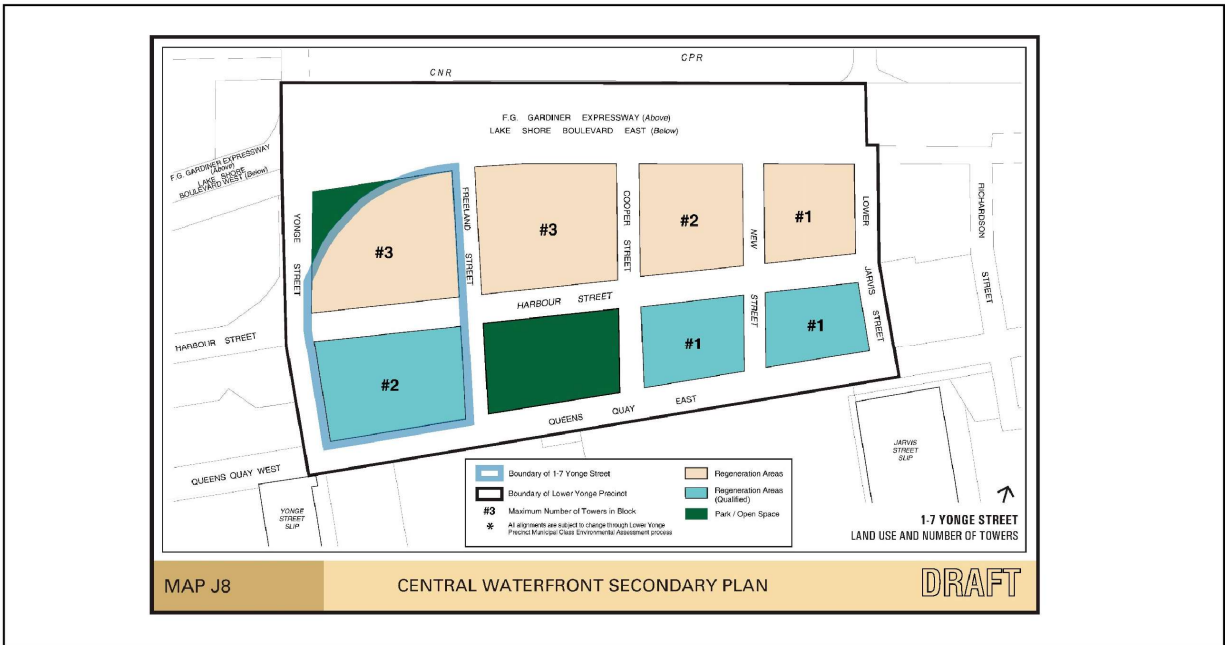 CPR
CNR
F.G. GARDINER EXPRESSWAY (Above)
LAKE SHORE BOULEVARD EAST (Below)
F.G. GARDINER EXPRESSWAY
(Above)
LAKE SHORE
BOULEVARD WEST (Below)
YONGE
STREET
FREELAND
STREET
COOPER
STREET
NEW
STREET
LOWER
JARVIS
STREET
RICHARDSON
STREET
#3
#3
#2
#1
HARBOUR STREET
HARBOUR STREET
#2
#1
#1
QUEENS QUAY EAST
QUEENS QUAY WEST
YONGE
STREET
SLIP
JARVIS
STREET
SLIP
Boundary of 1-7 Yonge Street
Boundary of Lower Yonge Precinct
#3 Maximum Number of Towers in Block
* All alignments are subject to change through Lower Yonge
Precinct Municipal Class Environmental Assessment process
Regeneration Areas
Regeneration Areas
(Qualified)
Park / Open Space
1-7 YONGE STREET
LAND USE AND NUMBER OF TOWERS
MAP J8
CENTRAL WATERFRONT SECONDARY PLAN
DRAFT